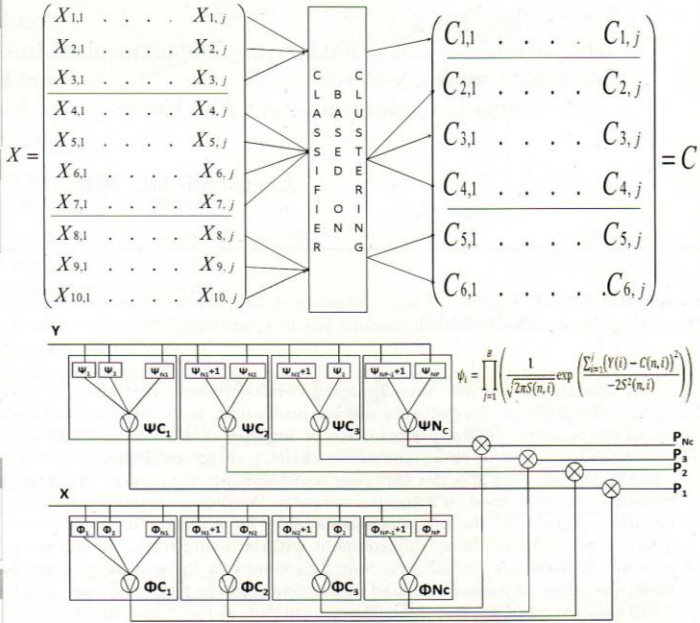 X = X1,1 . . . X1, j
X2,1 . . . X2, j
X3,1 . . . X3, j
X4,1 . . . X4, j
X5,1 . . . X5, j
X6,1 . . . X6, j
X7,1 . . . X7, j
X8,1 . . . X8, j
X9,1 . . . X9, j
X10,1 . . . X10, j
CLASSIFIER
BASED ON
CLUSTERING
C1,1 . . . . C1, j
C2,1 . . . . C2, j
C3,1 . . . . C3, j
C4,1 . . . . C4, j = C
C5,1 . . . . C5, j
C6,1 . . . . C6, j
Y
Ψ1 Ψ2 ΨN1 ΨN1+1 ΨN2 ΨN2+1 ΨNP-1+1 ΨNP
ΨC1 ΨC2 ΨC3 ΨNc
ψi = ∏_{j=1}^{B} ( 1/√(2πS(n,i)) exp ( ∑_{i=1}^{j} {Y(i) − C(n,i)}² / −2S²(n,i) ) )
PNc
P3
P2
P1
X
Φ1 Φ2 ΦN1 ΦN1+1 ΦN2 ΦN2+1 ΦNP-1+1 ΦNP
ΦC1 ΦC2 ΦC3 ΦNc